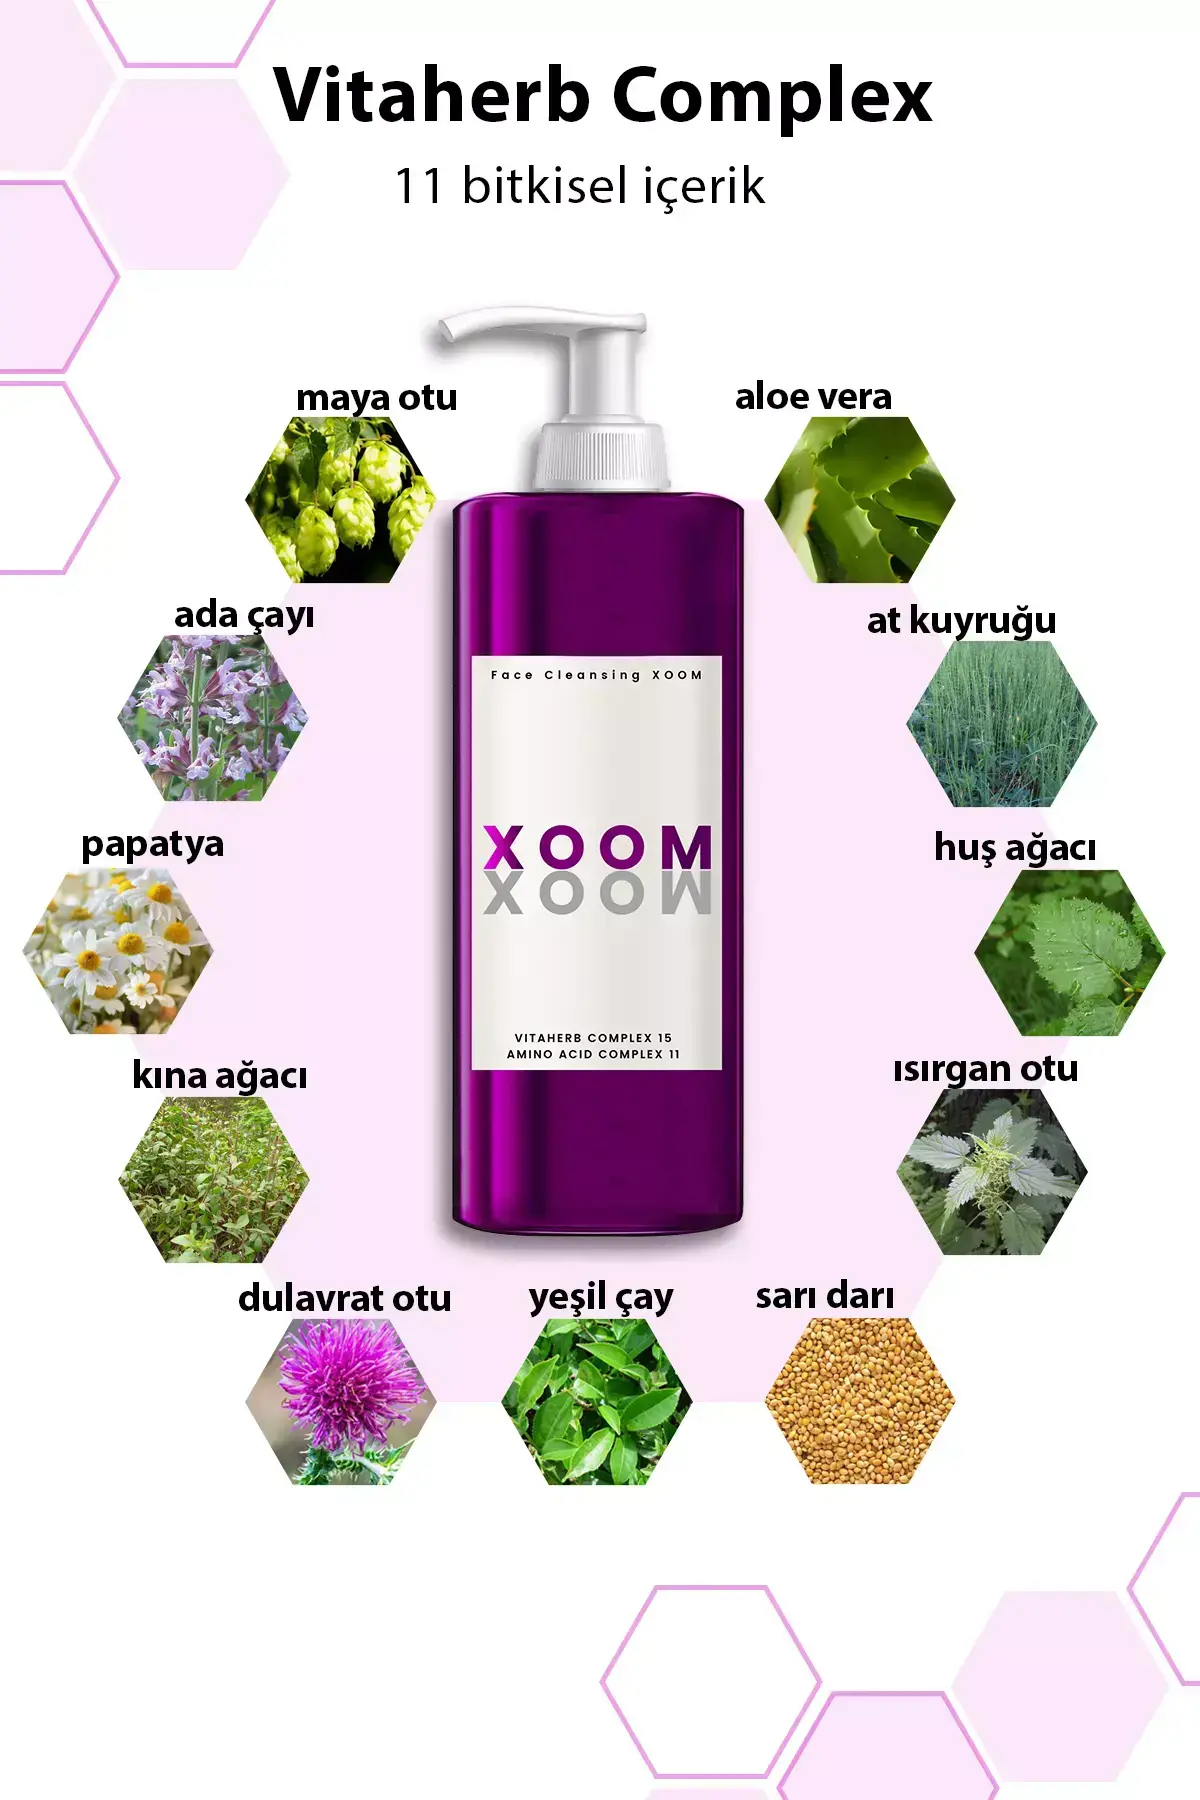 Vitaherb Complex
11 bitkisel içerik
maya otu
aloe vera
ada çayı
at kuyruğu
Face Cleansing XOOM
papatya
huş ağacı
XOOM
XOOM
kına ağacı
ısırgan otu
VITAHERB COMPLEX 15
AMINO ACID COMPLEX 11
dulavrat otu
yeşil çay
sarı darı